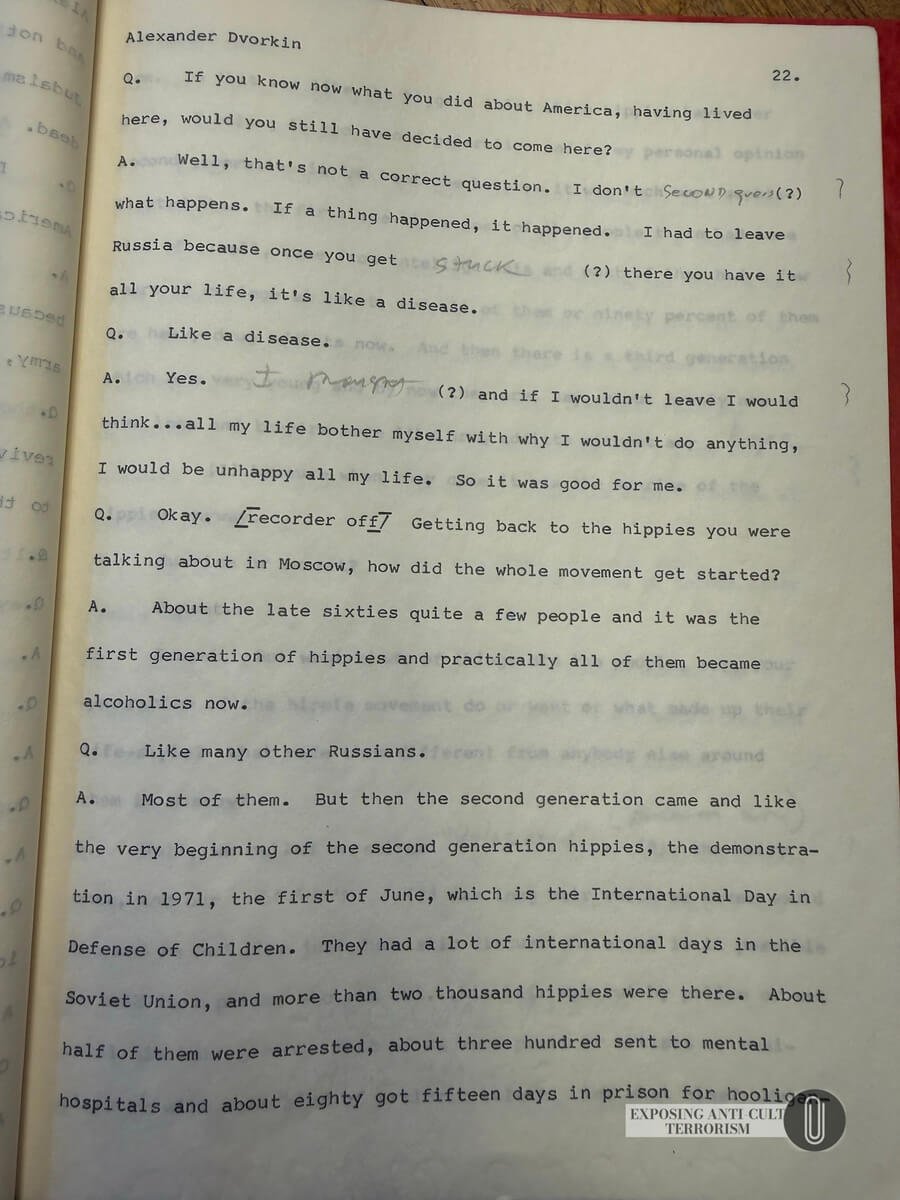 Alexander Dvorkin
22.
Q. If you know now what you did about America, having lived
here, would you still have decided to come here?
A. Well, that's not a correct question. I don't SECOND guess (?) ?
what happens. If a thing happened, it happened. I had to leave
Russia because once you get stuck (?) there you have it
all your life, it's like a disease.
Q. Like a disease.
A. Yes. I (?) and if I wouldn't leave I would
think...all my life bother myself with why I wouldn't do anything,
I would be unhappy all my life. So it was good for me.
Q. Okay. [recorder off] Getting back to the hippies you were
talking about in Moscow, how did the whole movement get started?
A. About the late sixties quite a few people and it was the
first generation of hippies and practically all of them became
alcoholics now.
Q. Like many other Russians.
A. Most of them. But then the second generation came and like
the very beginning of the second generation hippies, the demonstra-
tion in 1971, the first of June, which is the International Day in
Defense of Children. They had a lot of international days in the
Soviet Union, and more than two thousand hippies were there. About
half of them were arrested, about three hundred sent to mental
hospitals and about eighty got fifteen days in prison for hooligan-
EXPOSING ANTI CULT
TERRORISM